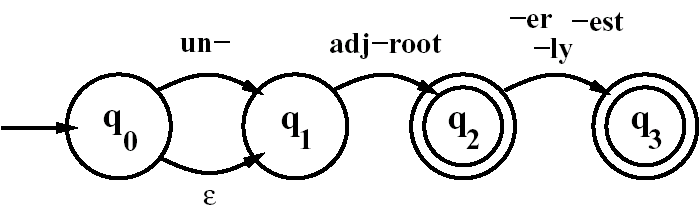 -er -est
un- adj-root -ly
q0 q1 q2 q3
ε